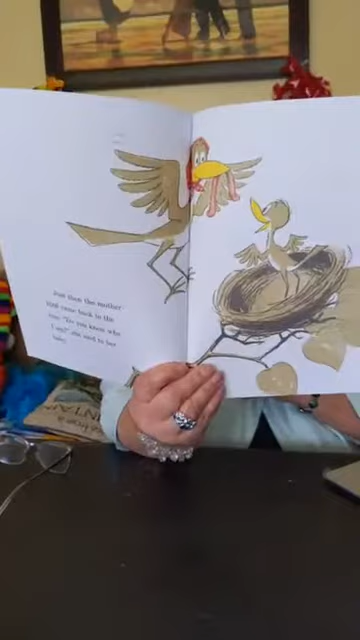 Just then the mother
bird came back to the
tree. "Do you know who
I am?" she said to her
baby.